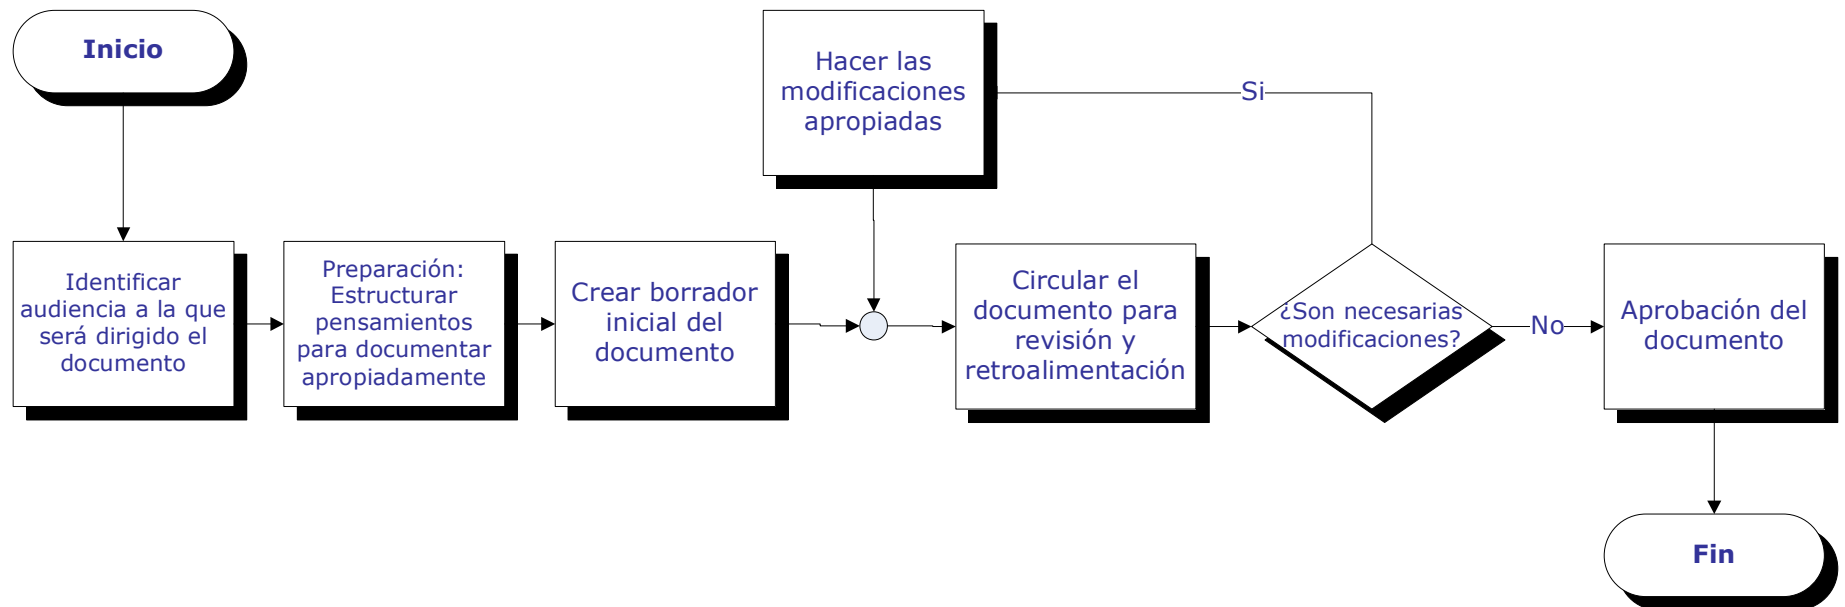 Inicio
Hacer las
modificaciones
apropiadas
Si
Identificar
audiencia a la que
será dirigido el
documento
Preparación:
Estructurar
pensamientos
para documentar
apropiadamente
Crear borrador
inicial del
documento
Circular el
documento para
revisión y
retroalimentación
¿Son necesarias
modificaciones?
No
Aprobación del
documento
Fin